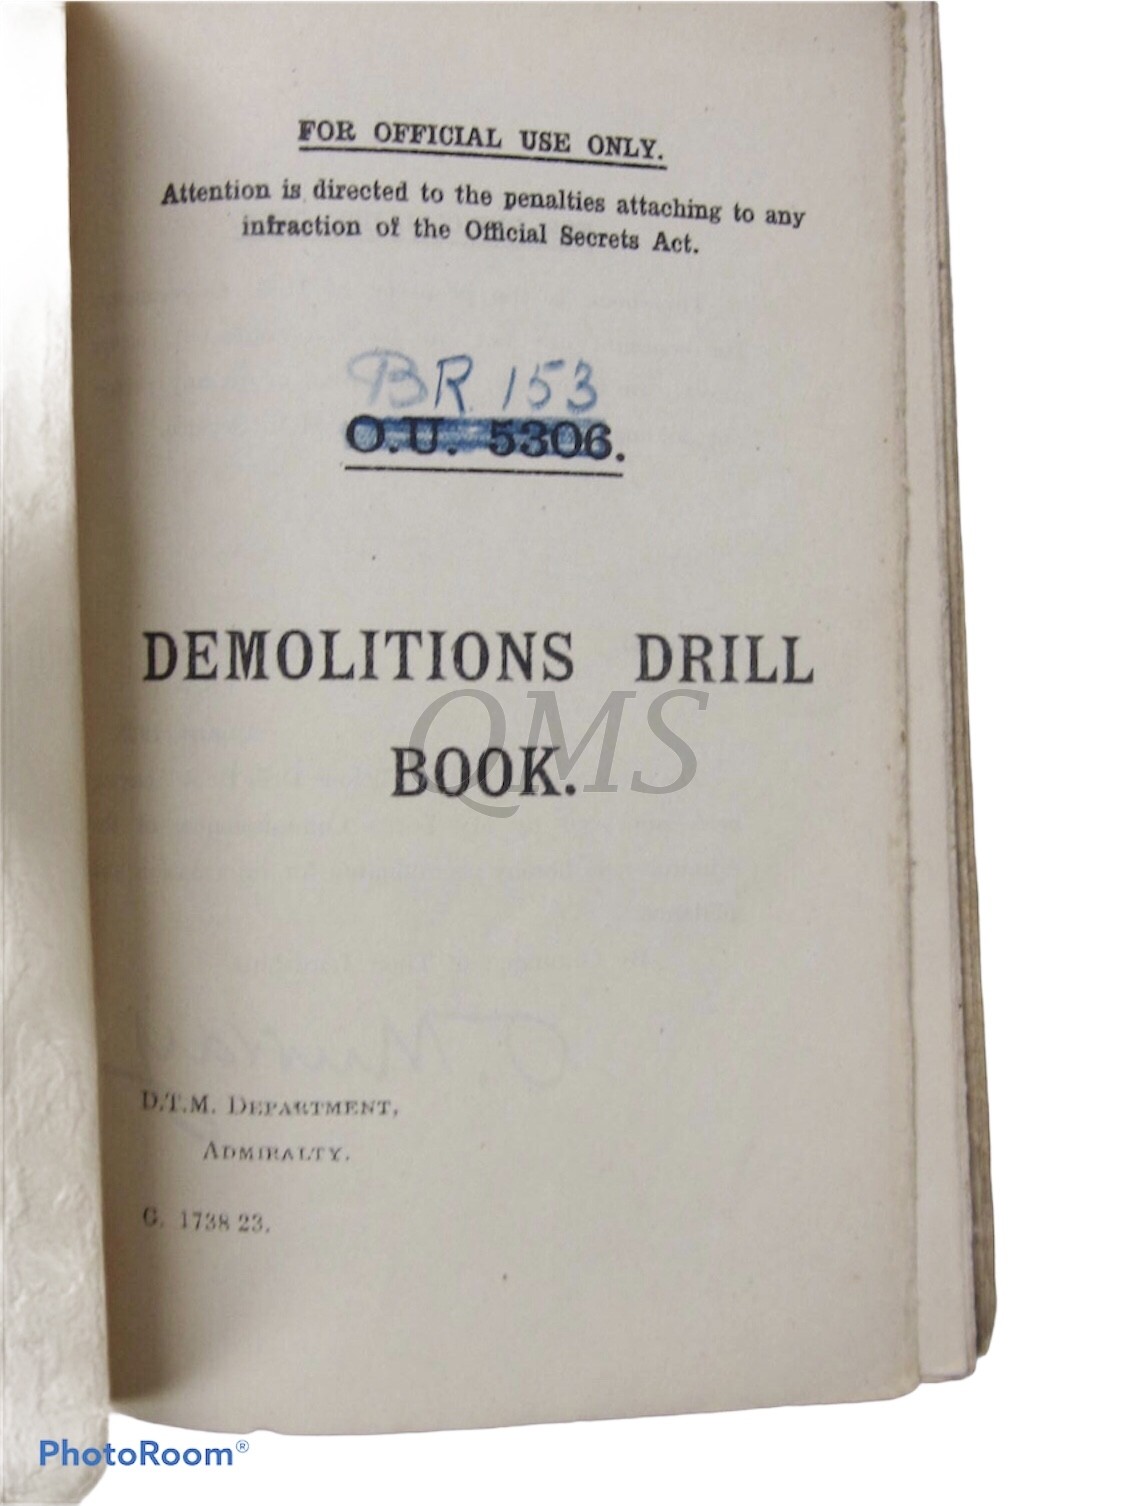 FOR OFFICIAL USE ONLY.
Attention is directed to the penalties attaching to any
infraction of the Official Secrets Act.
BR 153
O.U. 5306.
DEMOLITIONS DRILL
QMS
BOOK.
D.T.M. DEPARTMENT,
ADMIRALTY.
G. 1738 23.
PhotoRoom®